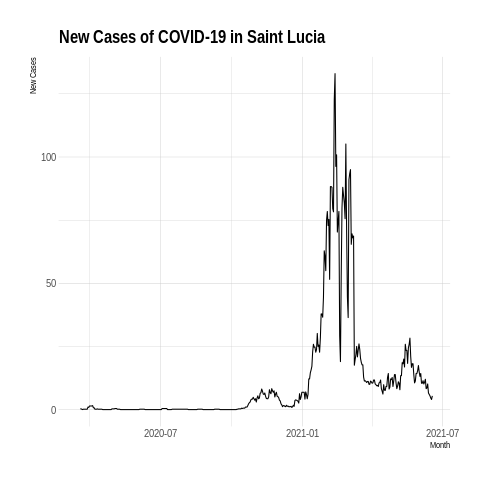 New Cases of COVID-19 in Saint Lucia
New Cases
100
50
0
2020-07
2021-01
2021-07
Month